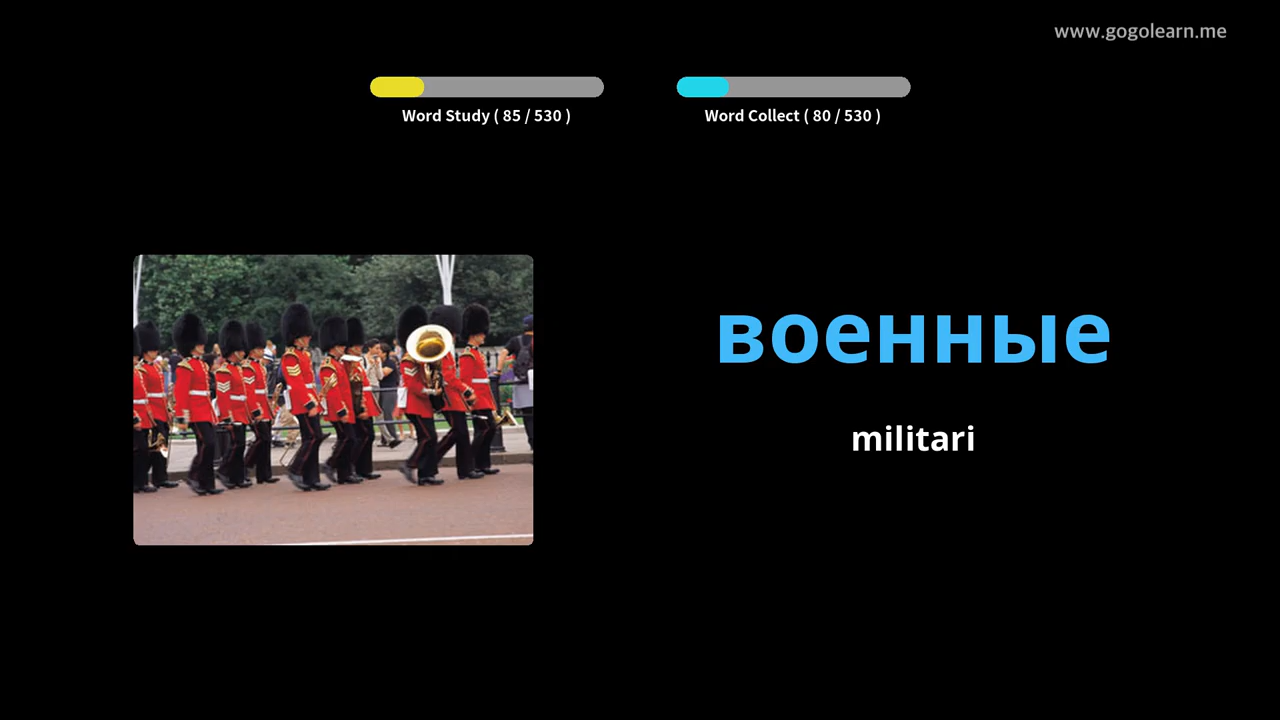 www.gogolearn.me
Word Study ( 85 / 530 )
Word Collect ( 80 / 530 )
военные
militari